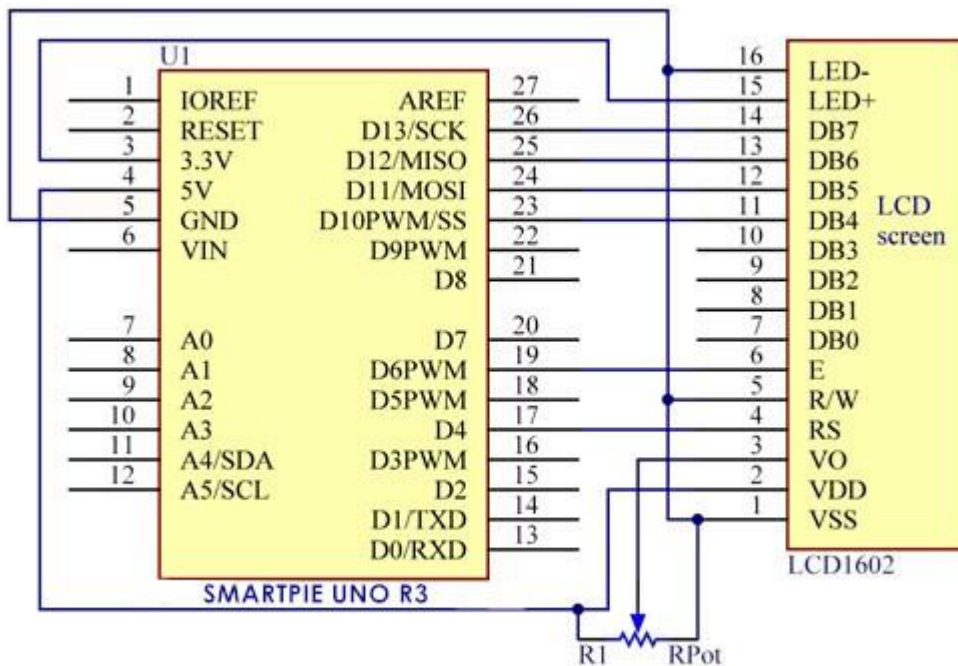 U1
1 IOREF
2 RESET
3 3.3V
4 5V
5 GND
6 VIN
7 A0
8 A1
9 A2
10 A3
11 A4/SDA
12 A5/SCL
AREF 27
D13/SCK 26
D12/MISO 25
D11/MOSI 24
D10PWM/SS 23
D9PWM 22
D8 21
D7 20
D6PWM 19
D5PWM 18
D4 17
D3PWM 16
D2 15
D1/TXD 14
D0/RXD 13
SMARTPIE UNO R3
16 LED-
15 LED+
14 DB7
13 DB6
12 DB5
11 DB4
10 DB3
9 DB2
8 DB1
7 DB0
6 E
5 R/W
4 RS
3 VO
2 VDD
1 VSS
LCD
screen
LCD1602
R1 RPot